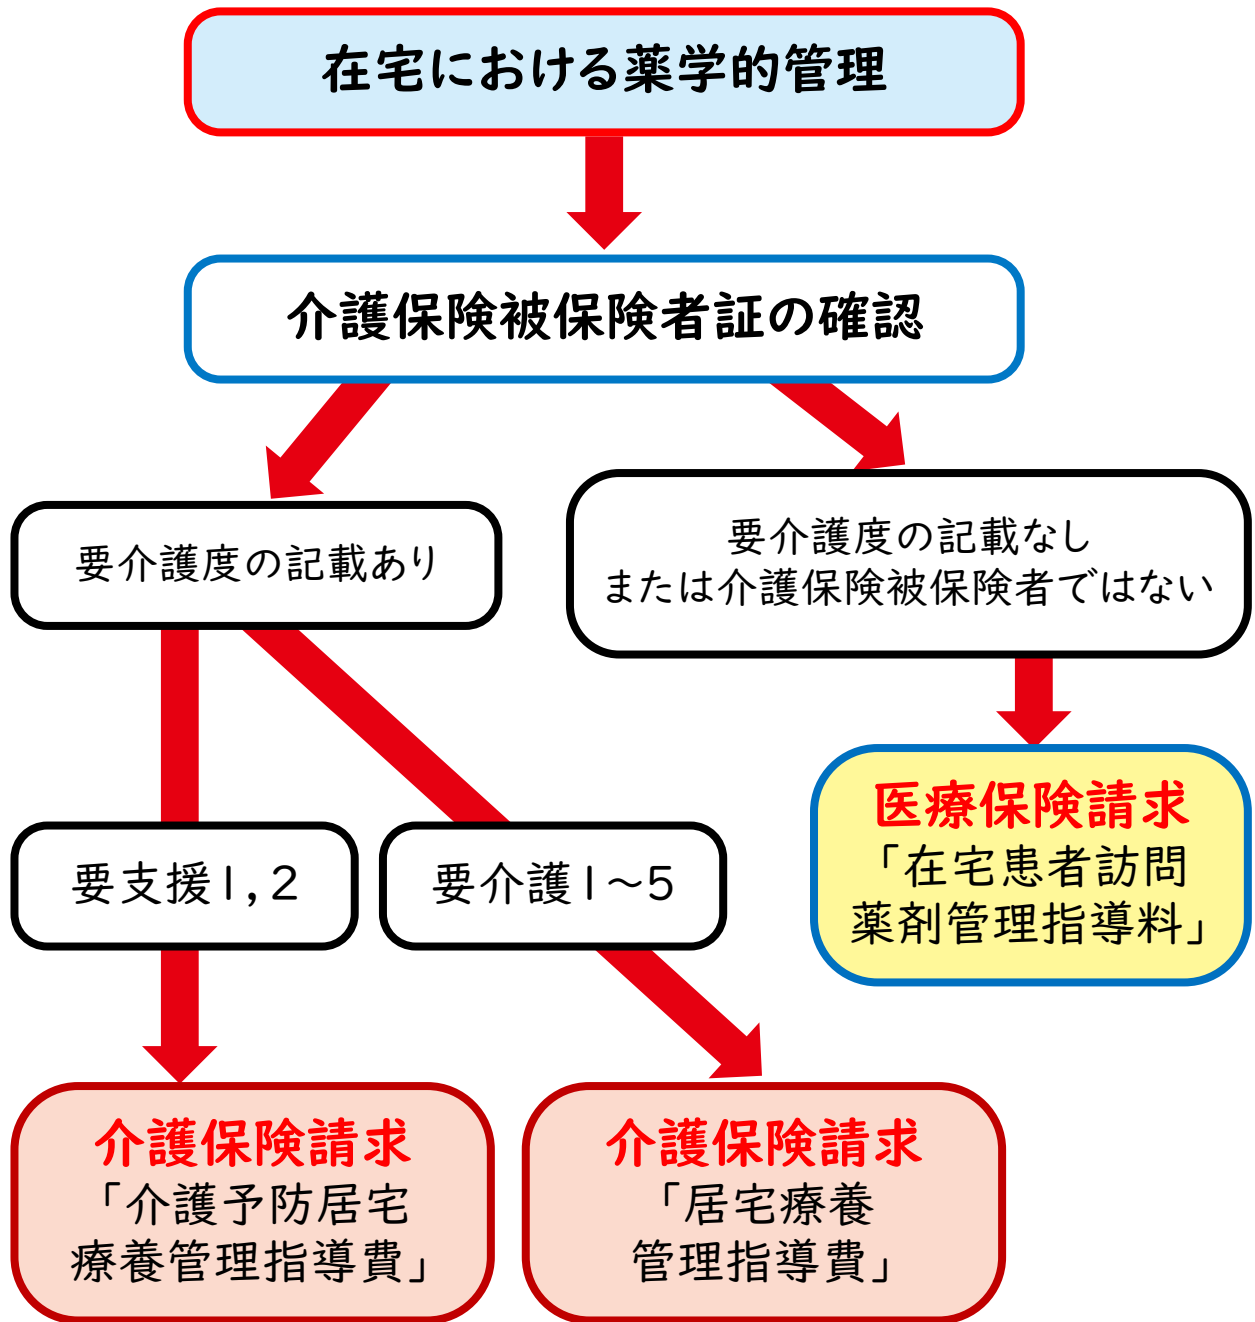 在宅における薬学的管理
介護保険被保険者証の確認
要介護度の記載あり
要介護度の記載なし
または介護保険被保険者ではない
要支援1,2
要介護1～5
医療保険請求
「在宅患者訪問
薬剤管理指導料」
介護保険請求
「介護予防居宅
療養管理指導費」
介護保険請求
「居宅療養
管理指導費」